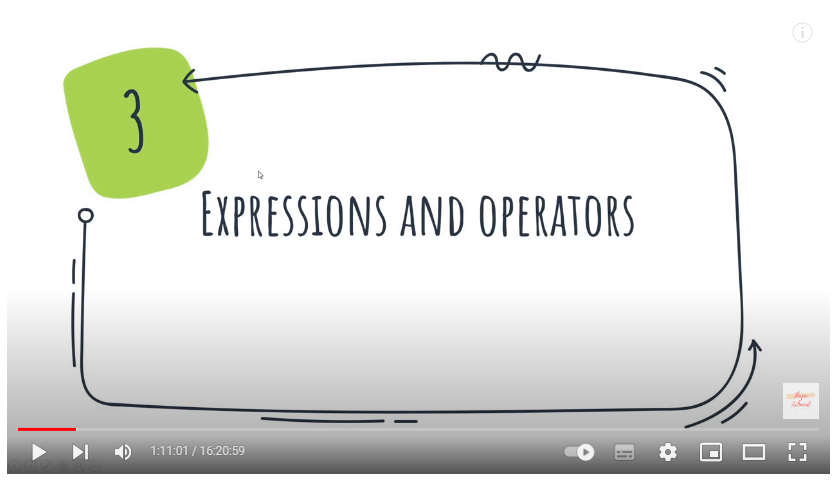 3
EXPRESSIONS AND OPERATORS
1:11:01 / 16:20:59